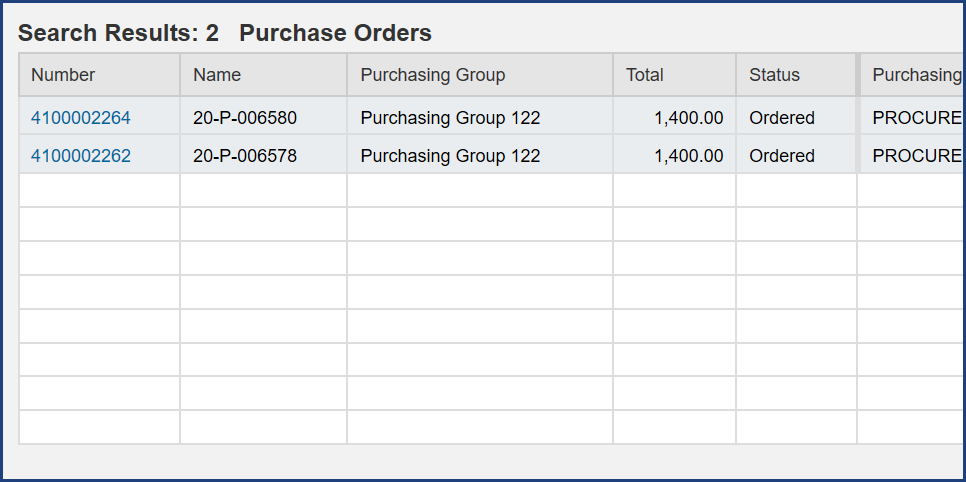 Search Results: 2 Purchase Orders
Number Name Purchasing Group Total Status Purchasing
4100002264 20-P-006580 Purchasing Group 122 1,400.00 Ordered PROCURE
4100002262 20-P-006578 Purchasing Group 122 1,400.00 Ordered PROCURE